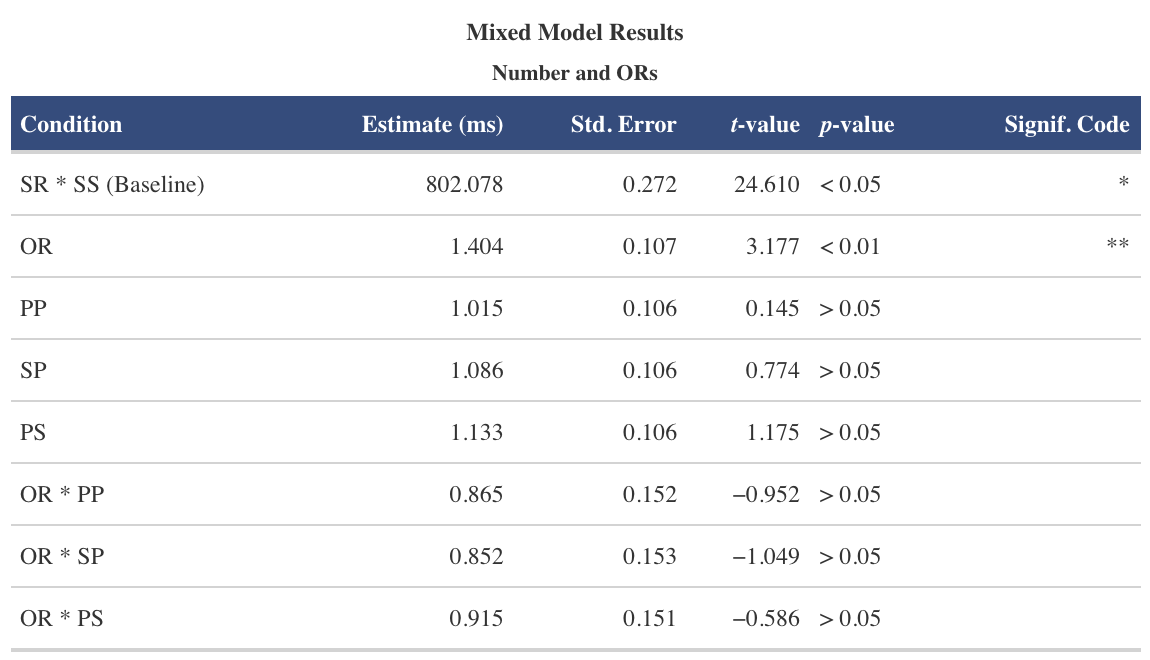 Mixed Model Results
Number and ORs
Condition Estimate (ms) Std. Error t-value p-value Signif. Code
SR * SS (Baseline) 802.078 0.272 24.610 < 0.05 *
OR 1.404 0.107 3.177 < 0.01 **
PP 1.015 0.106 0.145 > 0.05
SP 1.086 0.106 0.774 > 0.05
PS 1.133 0.106 1.175 > 0.05
OR * PP 0.865 0.152 −0.952 > 0.05
OR * SP 0.852 0.153 −1.049 > 0.05
OR * PS 0.915 0.151 −0.586 > 0.05